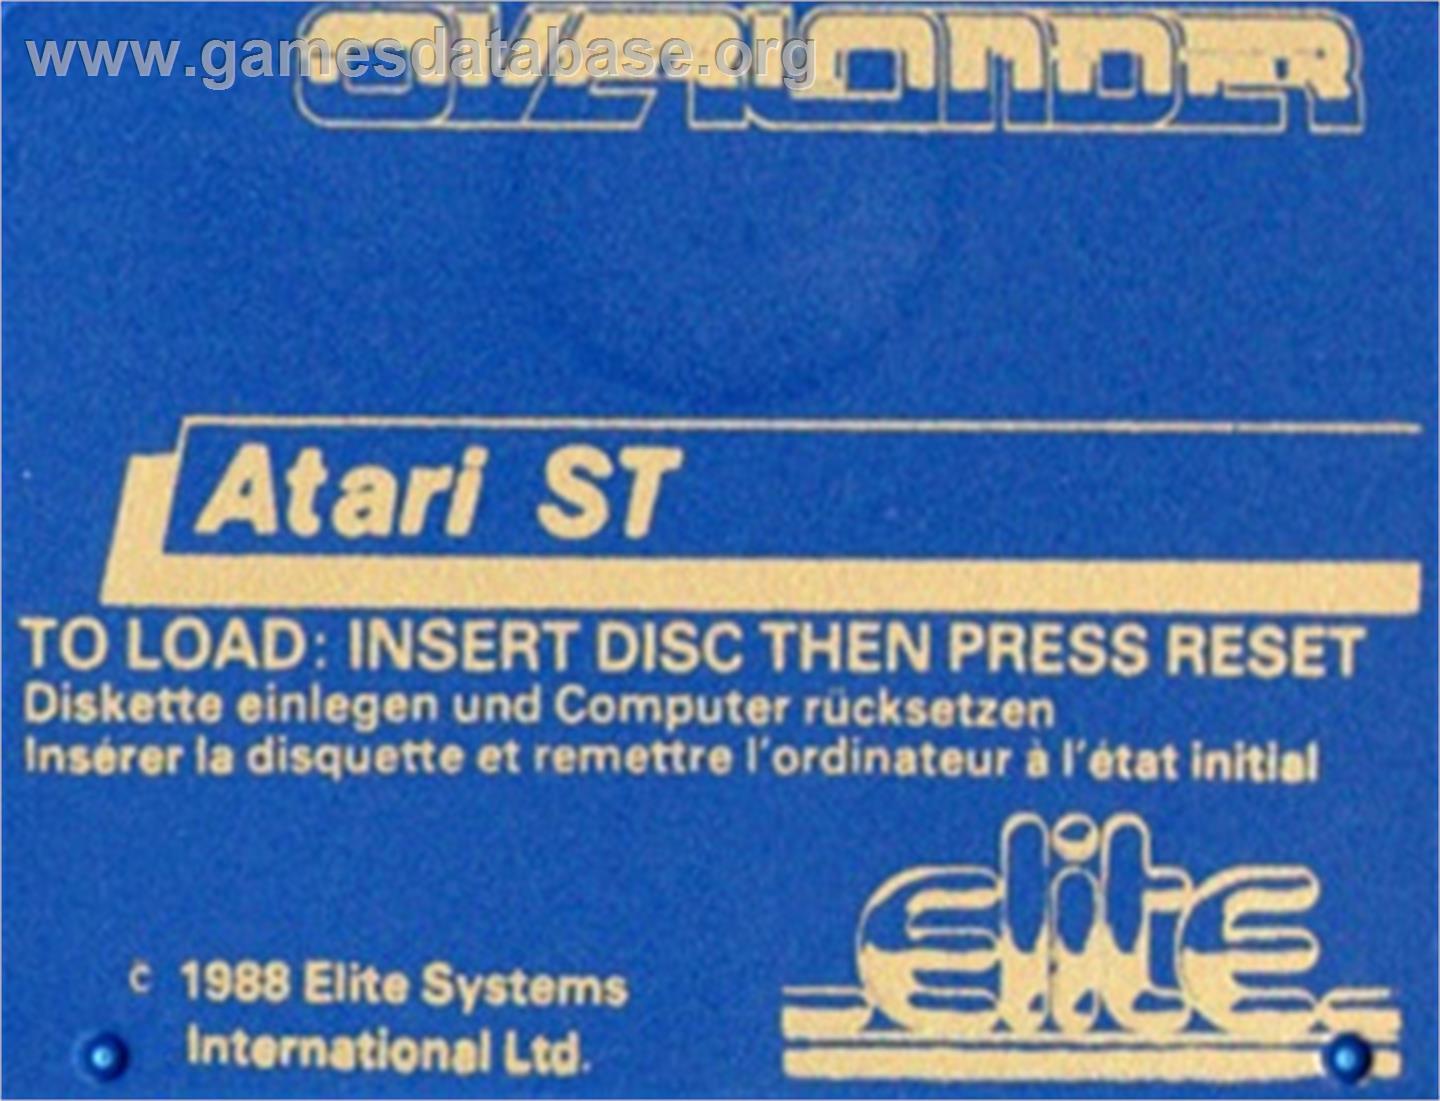 www.gamesdatabase.org
Atari ST
TO LOAD: INSERT DISC THEN PRESS RESET
Diskette einlegen und Computer rücksetzen
Insérer la disquette et remettre l'ordinateur à l'état initial
elite
c 1988 Elite Systems
International Ltd.